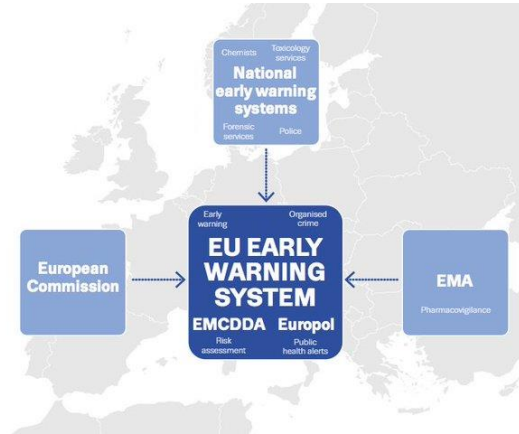 Chemists
Toxicology
services
National
early warning
systems
Forensic
services
Police
Early
warning
Organised
crime
EU EARLY
WARNING
SYSTEM
EMCDDA
Europol
Risk
assessment
Public
health alerts
European
Commission
EMA
Pharmacovigilance